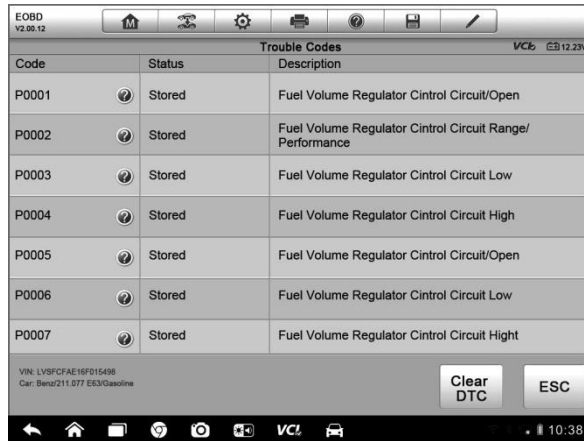 EOBD
V2.00.12
Trouble Codes
VCI
12.23V
Code Status Description
P0001 Stored Fuel Volume Regulator Cintrol Circuit/Open
P0002 Stored Fuel Volume Regulator Cintrol Circuit Range/
Performance
P0003 Stored Fuel Volume Regulator Cintrol Circuit Low
P0004 Stored Fuel Volume Regulator Cintrol Circuit High
P0005 Stored Fuel Volume Regulator Cintrol Circuit/Open
P0006 Stored Fuel Volume Regulator Cintrol Circuit Low
P0007 Stored Fuel Volume Regulator Cintrol Circuit Hight
VIN: LVSFCFAE16F015498
Car: Benz/211.077 E63/Gasoline
Clear
DTC
ESC
VCI
10:38